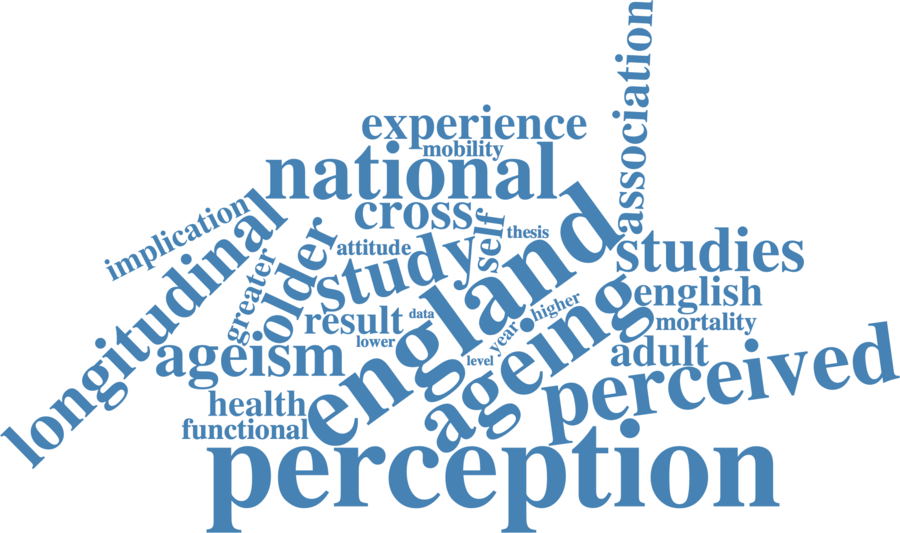 association
experience
mobility
national
cross
implication
longitudinal
older
greater
attitude
study
self
thesis
england
studies
english
mortality
adult
ageing
higher
year
level
data
result
lower
ageism
perceived
health
functional
perception